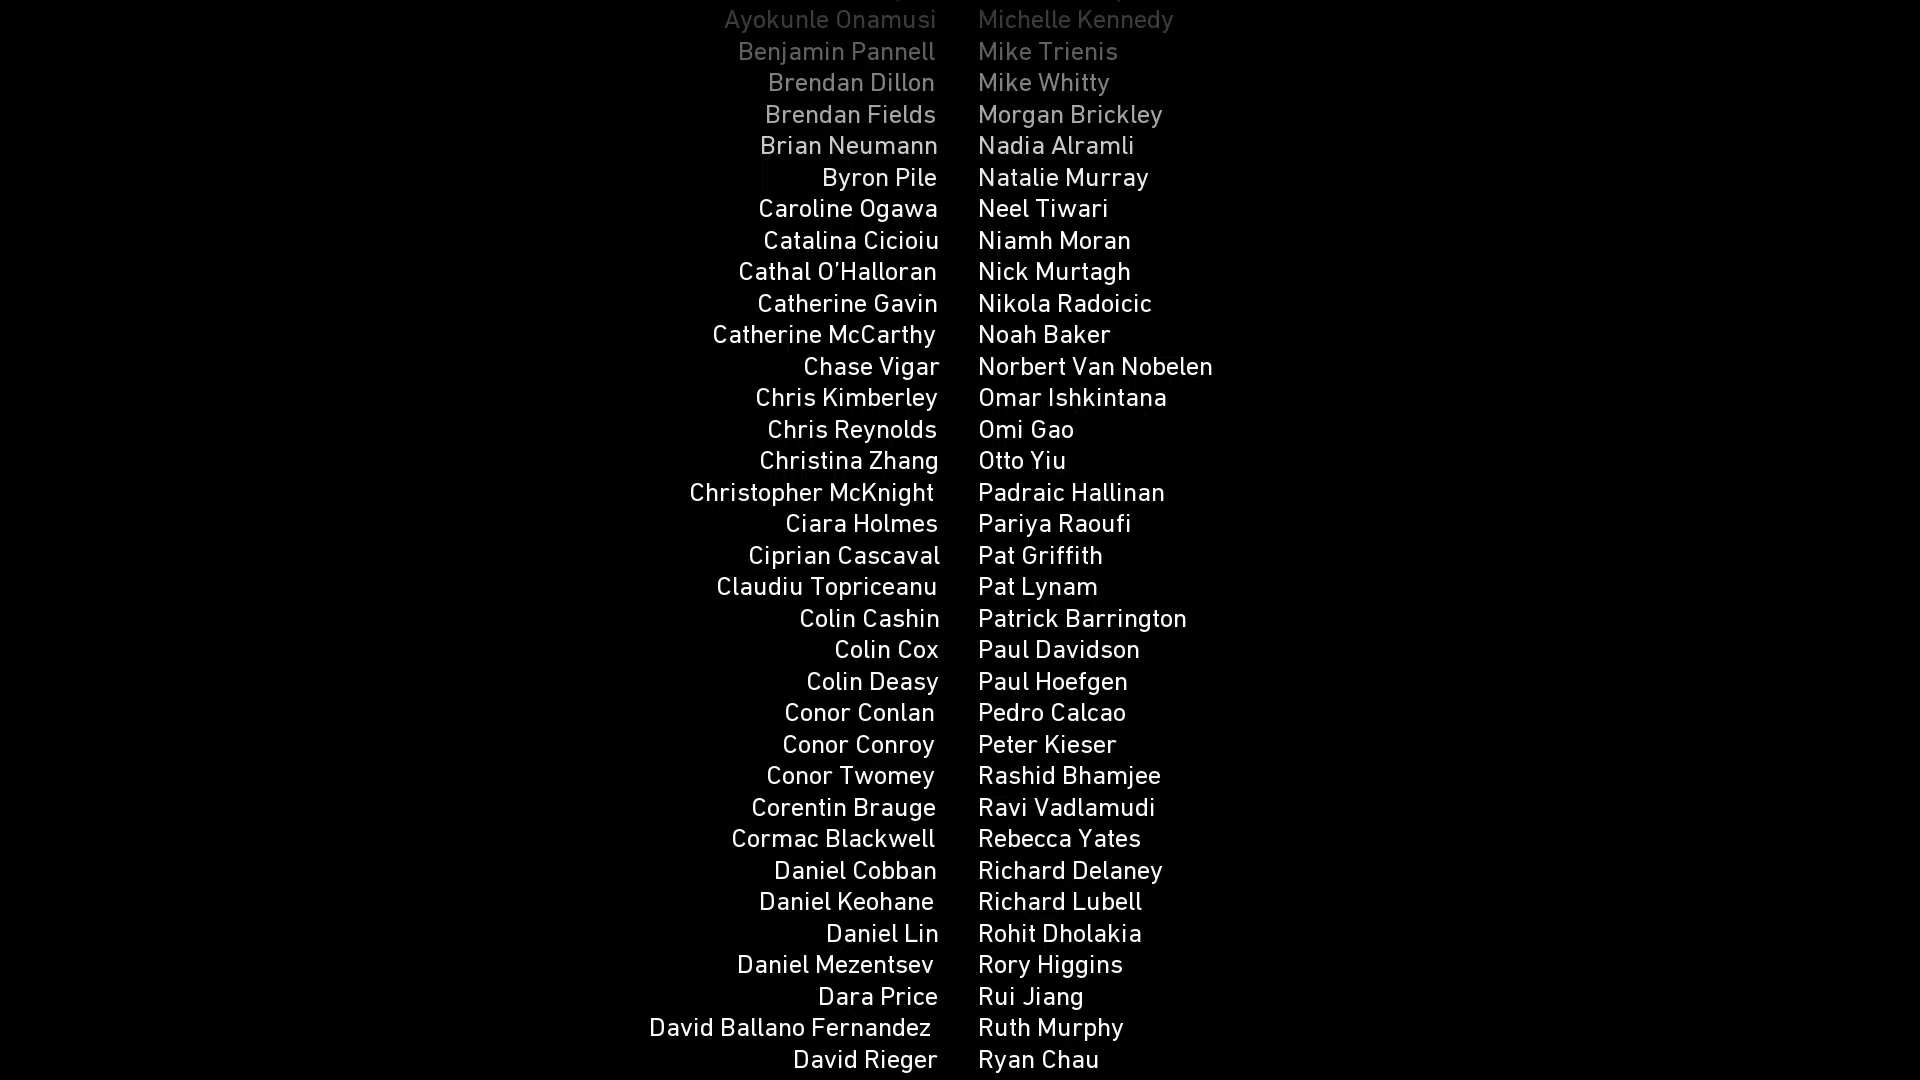 Ayokunle Onamusi Michelle Kennedy
Benjamin Pannell Mike Trienis
Brendan Dillon Mike Whitty
Brendan Fields Morgan Brickley
Brian Neumann Nadia Alramli
Byron Pile Natalie Murray
Caroline Ogawa Neel Tiwari
Catalina Cicioiu Niamh Moran
Cathal O’Halloran Nick Murtagh
Catherine Gavin Nikola Radoicic
Catherine McCarthy Noah Baker
Chase Vigar Norbert Van Nobelen
Chris Kimberley Omar Ishkintana
Chris Reynolds Omi Gao
Christina Zhang Otto Yiu
Christopher McKnight Padraic Hallinan
Ciara Holmes Pariya Raoufi
Ciprian Cascaval Pat Griffith
Claudiu Topriceanu Pat Lynam
Colin Cashin Patrick Barrington
Colin Cox Paul Davidson
Colin Deasy Paul Hoefgen
Conor Conlan Pedro Calcao
Conor Conroy Peter Kieser
Conor Twomey Rashid Bhamjee
Corentin Brauge Ravi Vadlamudi
Cormac Blackwell Rebecca Yates
Daniel Cobban Richard Delaney
Daniel Keohane Richard Lubell
Daniel Lin Rohit Dholakia
Daniel Mezentsev Rory Higgins
Dara Price Rui Jiang
David Ballano Fernandez Ruth Murphy
David Rieger Ryan Chau